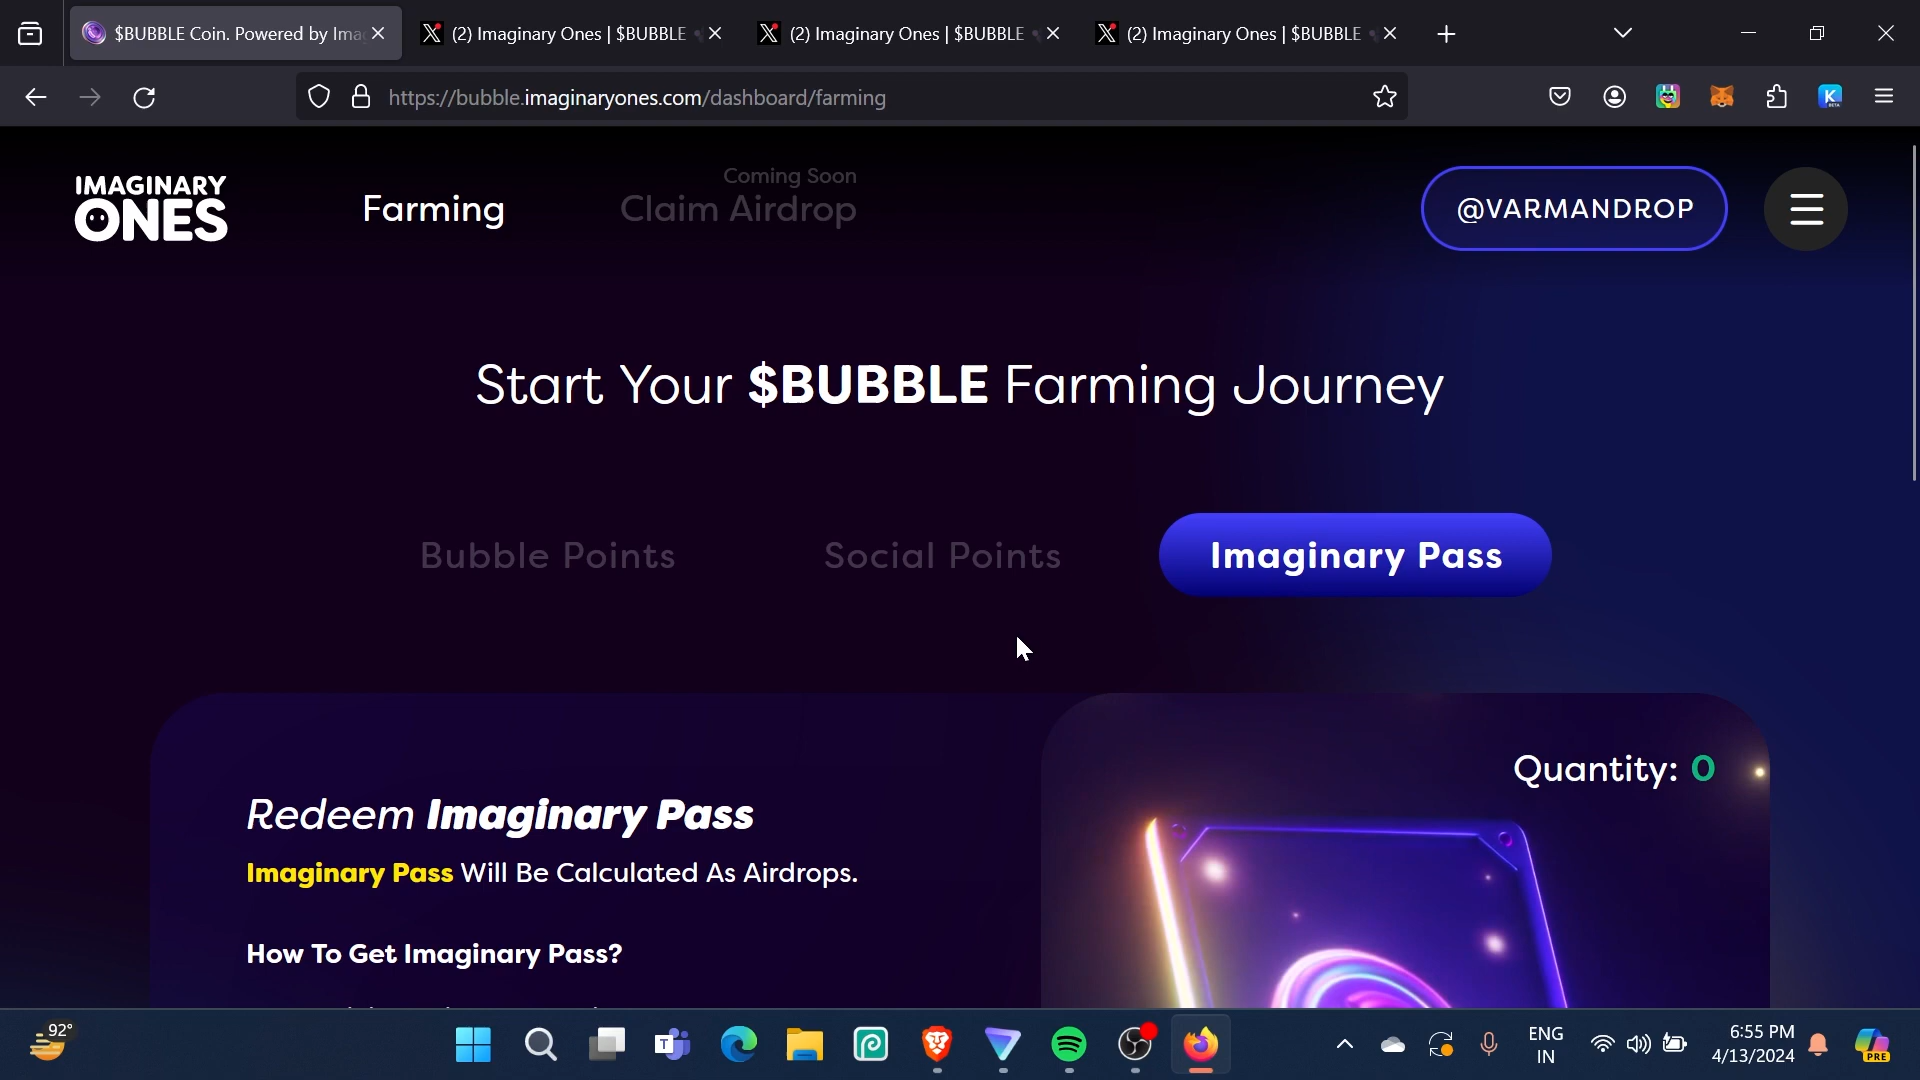 $BUBBLE Coin. Powered by Ima
(2) Imaginary Ones | $BUBBLE
(2) Imaginary Ones | $BUBBLE
(2) Imaginary Ones | $BUBBLE
https://bubble.imaginaryones.com/dashboard/farming
IMAGINARY
ONES
Farming
Coming Soon
Claim Airdrop
@VARMANDROP
Start Your $BUBBLE Farming Journey
Bubble Points
Social Points
Imaginary Pass
Quantity: 0
Redeem Imaginary Pass
Imaginary Pass Will Be Calculated As Airdrops.
How To Get Imaginary Pass?
92°
ENG
IN
6:55 PM
4/13/2024
PRE